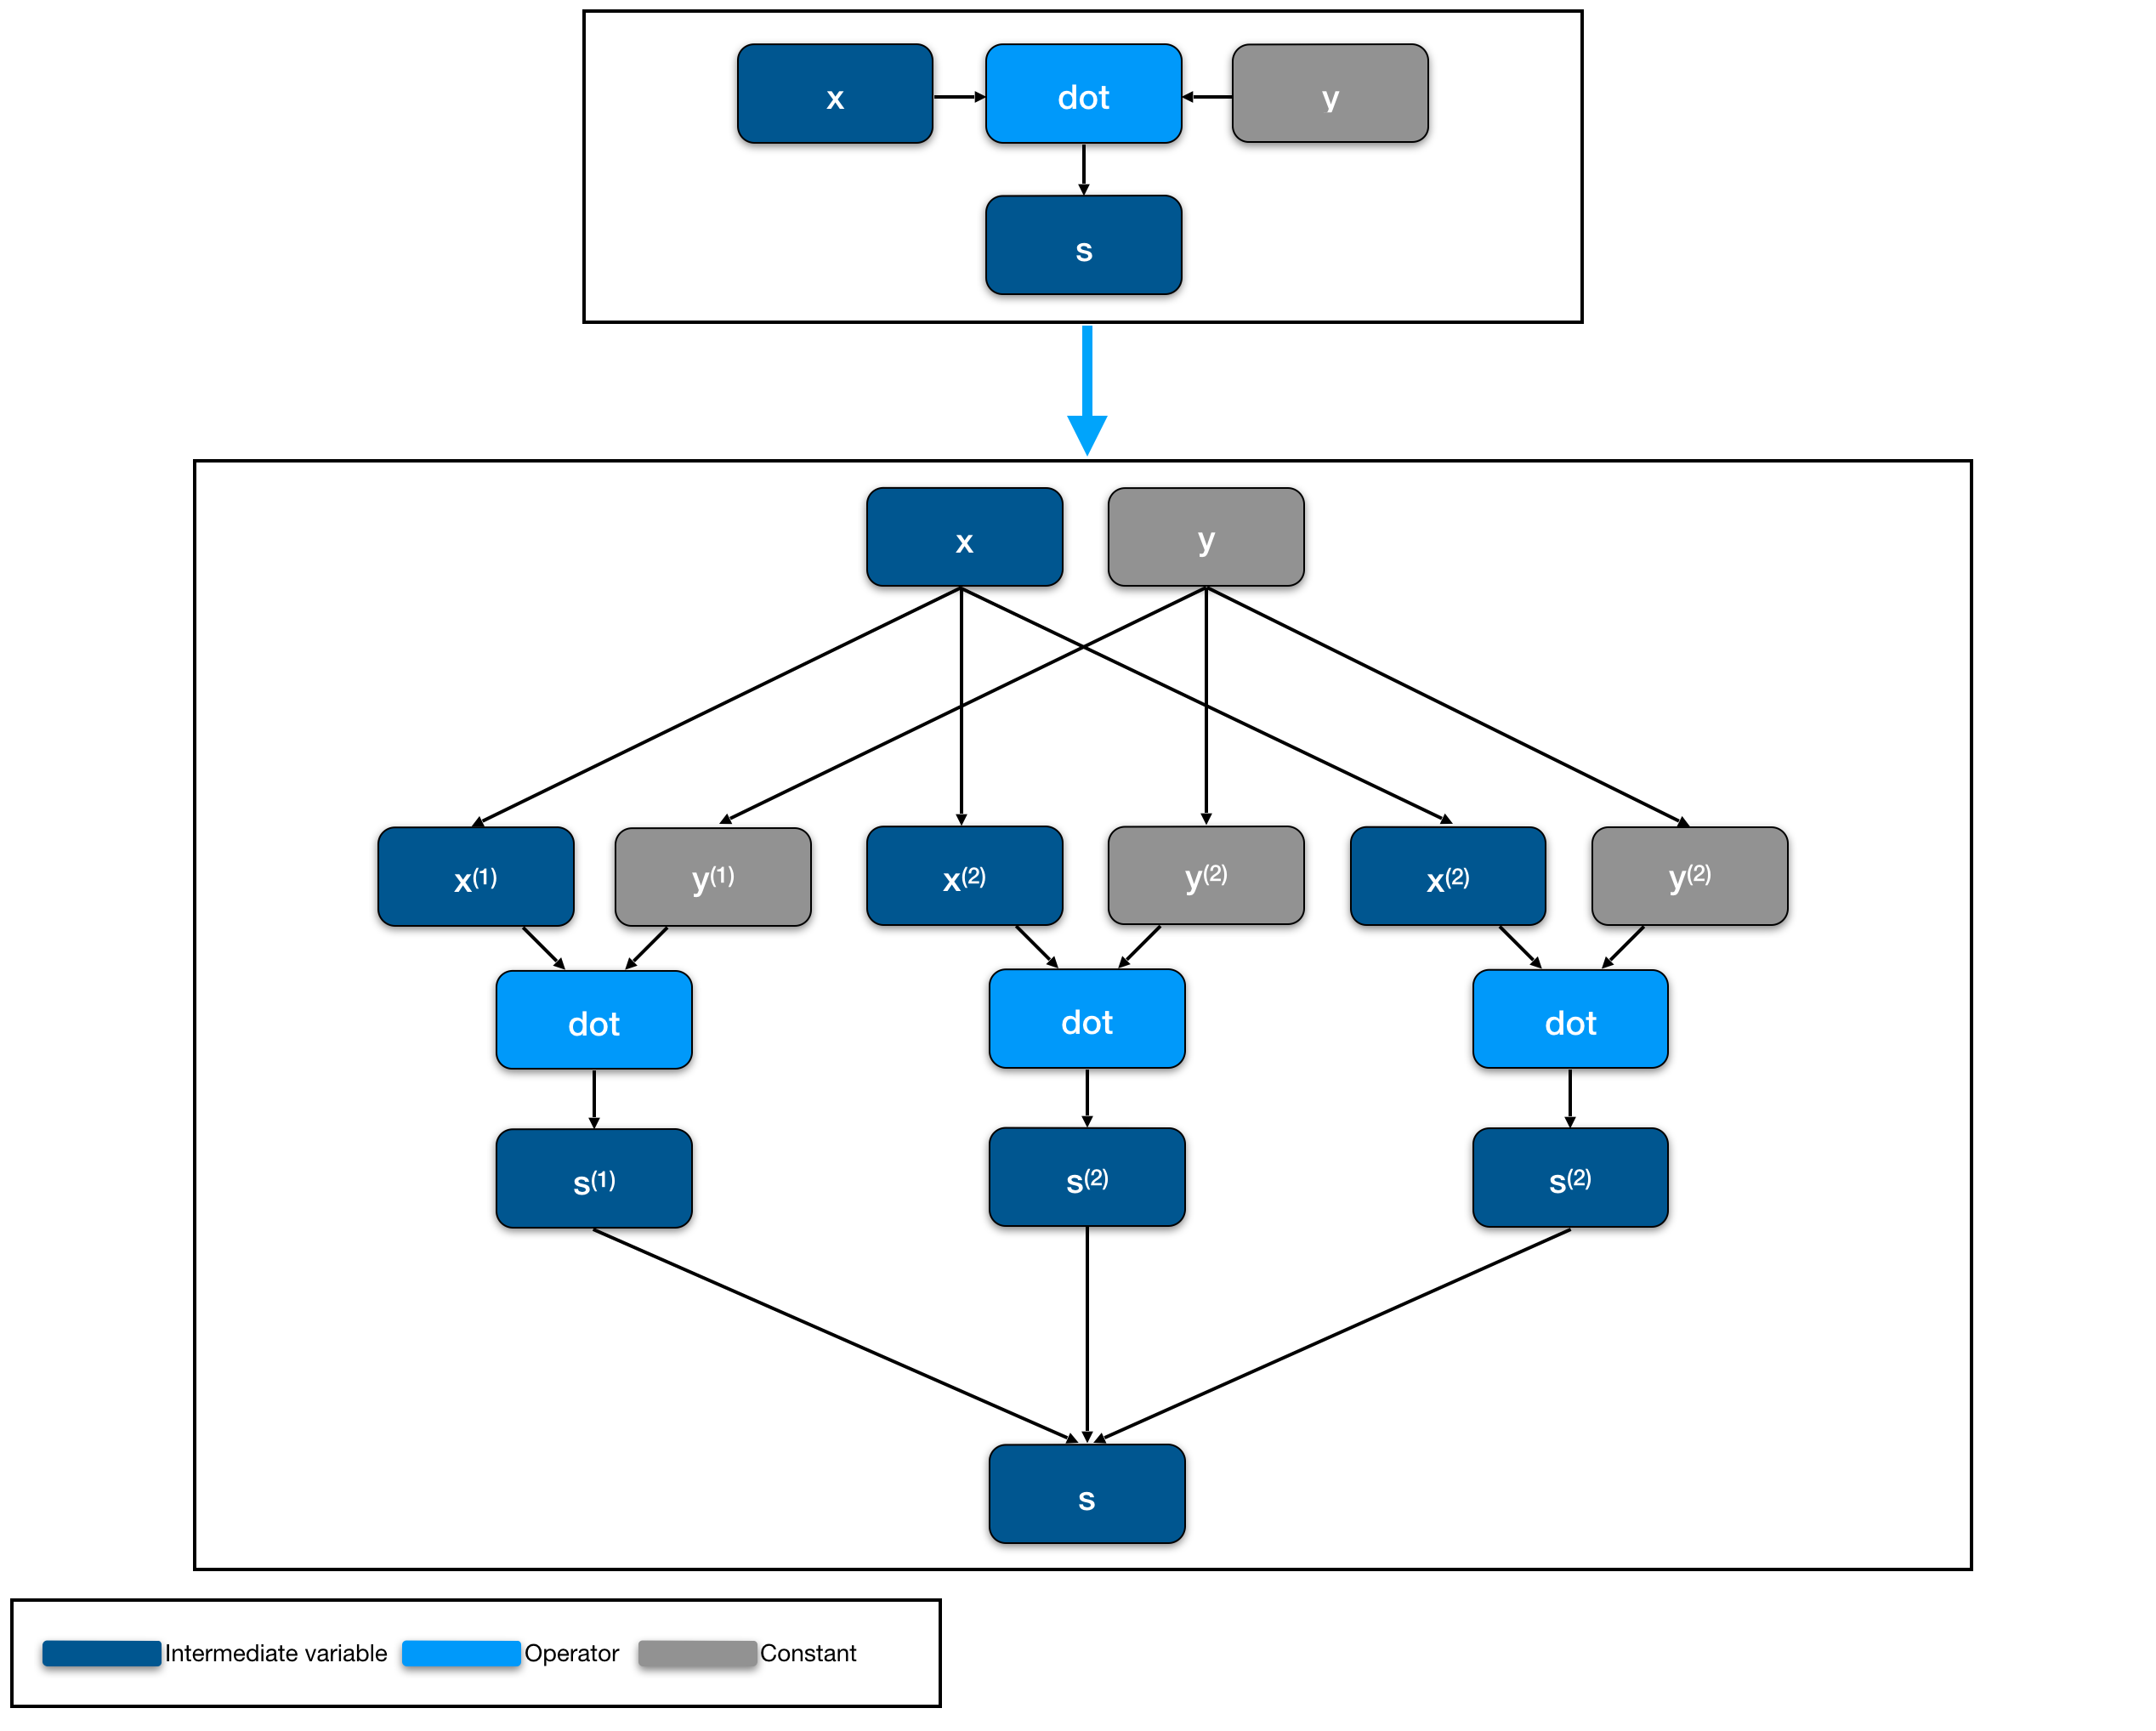 x dot y
s
x y
x(1) y(1) x(2) y(2) x(2) y(2)
dot dot dot
s(1) s(2) s(2)
s
Intermediate variable Operator Constant